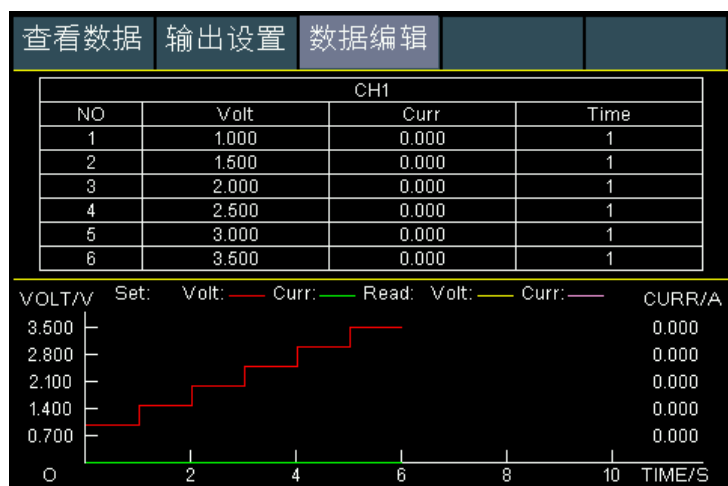 查看数据 输出设置 数据编辑
CH1
NO Volt Curr Time
1 1.000 0.000 1
2 1.500 0.000 1
3 2.000 0.000 1
4 2.500 0.000 1
5 3.000 0.000 1
6 3.500 0.000 1
VOLT/V Set: Volt: Curr: Read: Volt: Curr: CURR/A
3.500 0.000
2.800 0.000
2.100 0.000
1.400 0.000
0.700 0.000
O 2 4 6 8 10 TIME/S